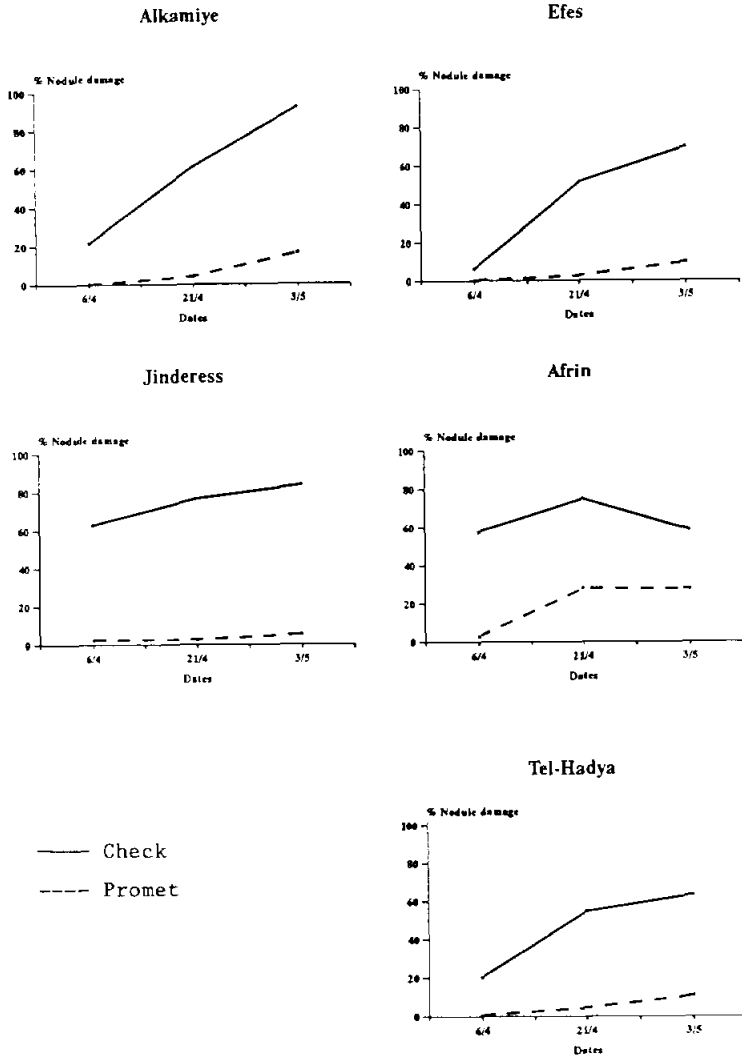 Alkamiye
% Nodule damage
100
80
60
40
20
0
6/4 21/4 3/5
Dates
Efes
% Nodule damage
100
80
60
40
20
0
6/4 21/4 3/5
Dates
Jinderess
% Nodule damage
100
80
60
40
20
0
6/4 21/4 3/5
Dates
Afrin
% Nodule damage
100
80
60
40
20
0
6/4 21/4 3/5
Dates
Check
Promet
Tel-Hadya
% Nodule damage
100
80
60
40
20
0
6/4 21/4 3/5
Dates